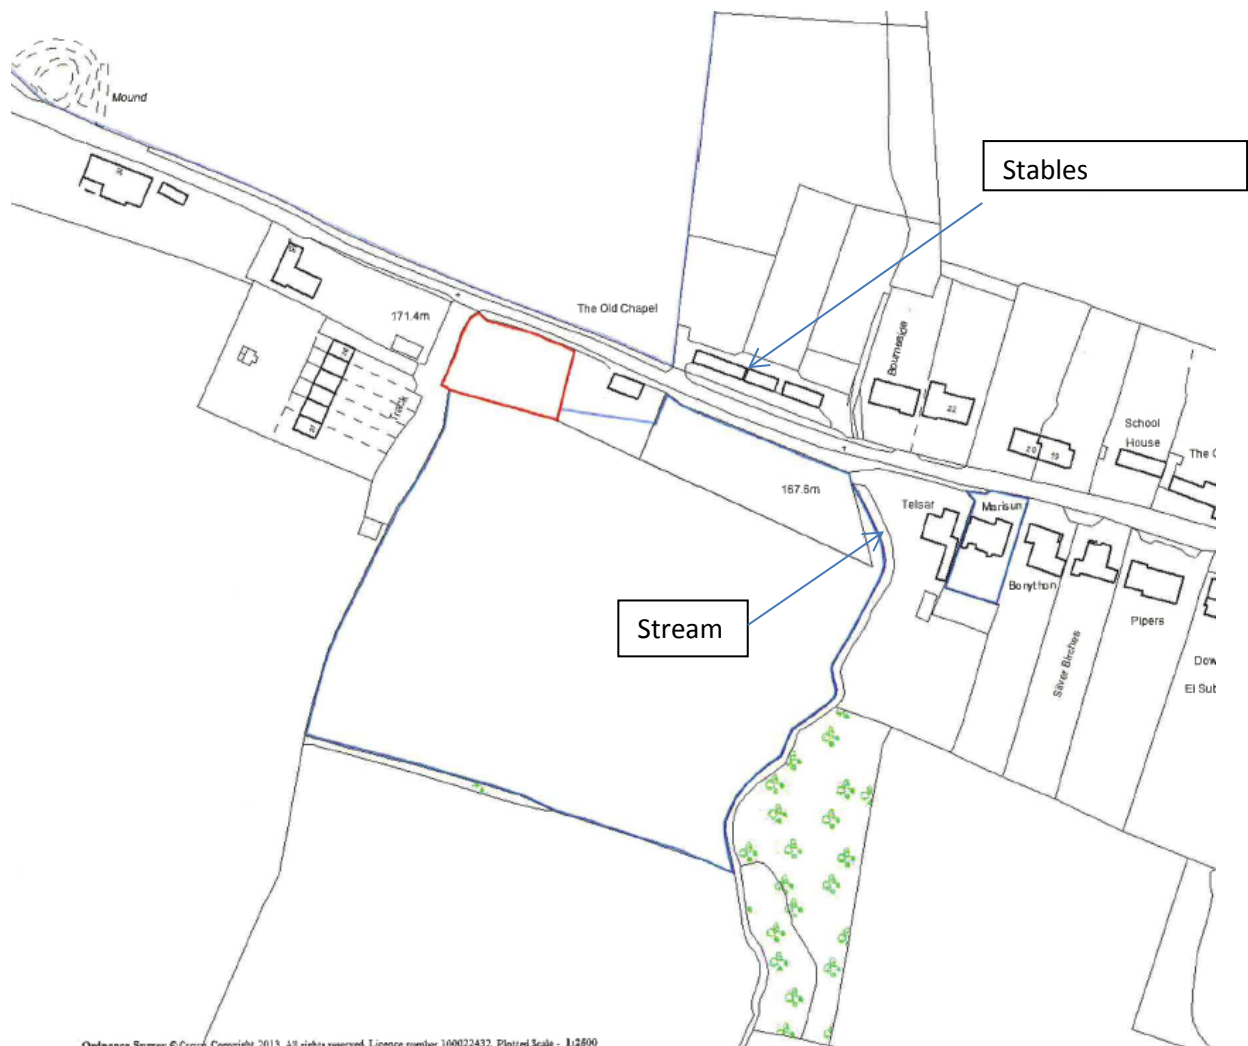 Mound
Stables
The Old Chapel
171.4m
Track
Bourneside
22
20
19
School
House
The
167.6m
Telsar
Marisun
Stream
Bonython
Silver Birches
Pipers
Dow
El Sub
Ordnance Survey © Crown Copyright 2013. All rights reserved. Licence number 100022432. Plotted Scale - 1:2500